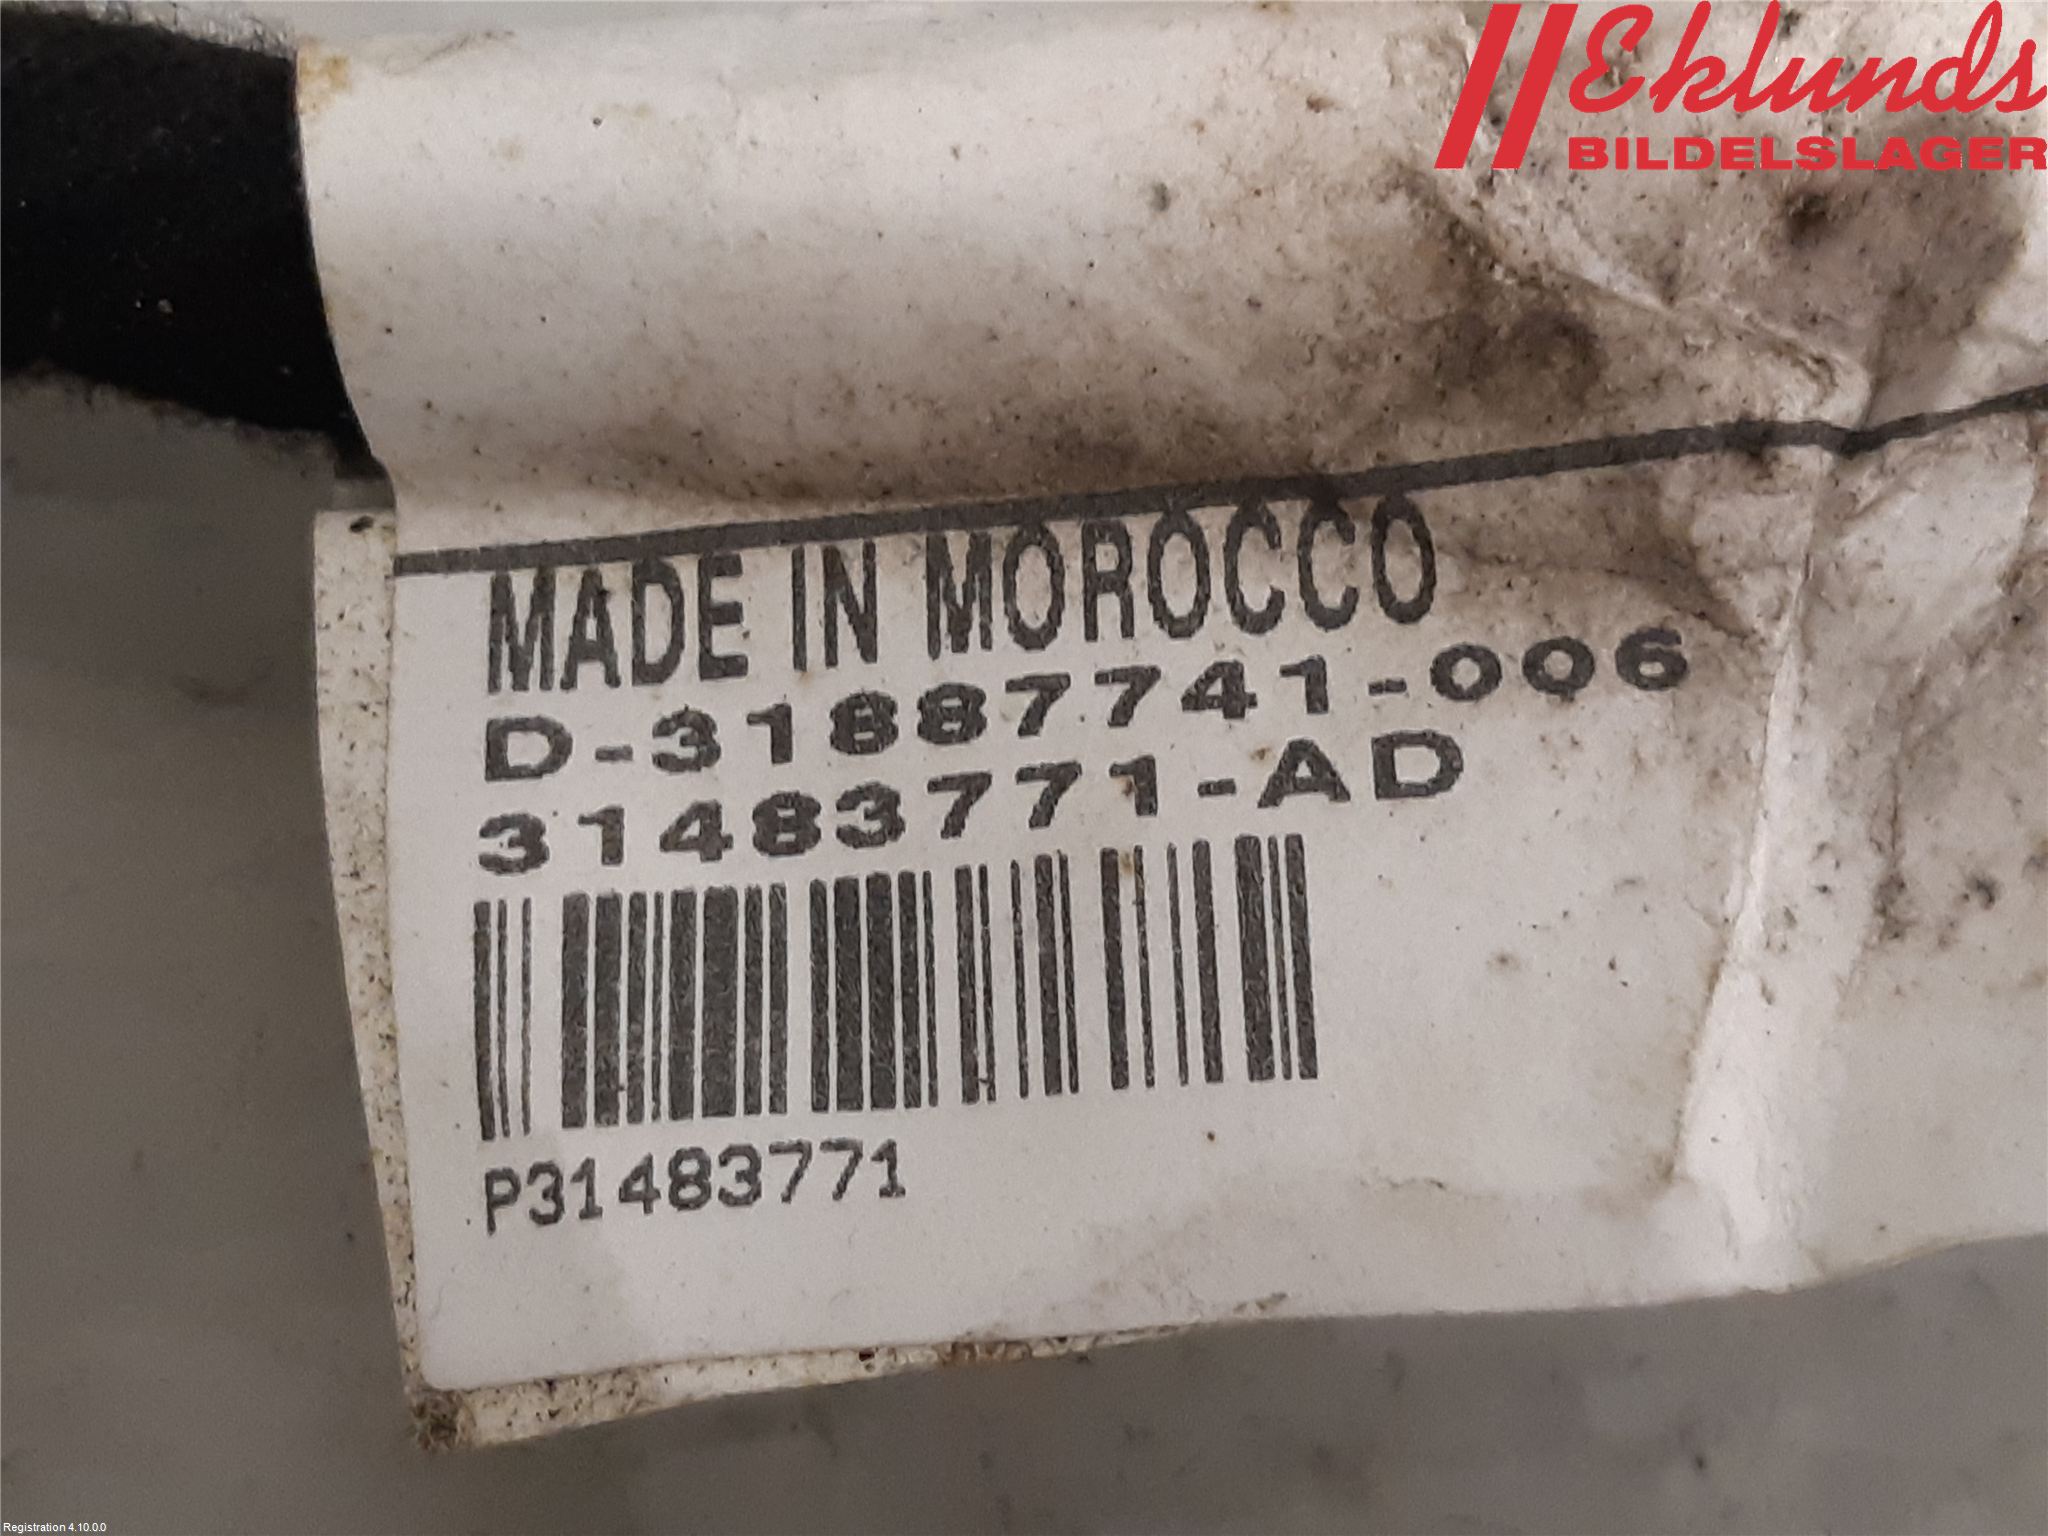 Eklunds
BILDELSLAGER
MADE IN MOROCCO
D-31887741-006
31483771-AD
P31483771
Registration 4.10.0.0